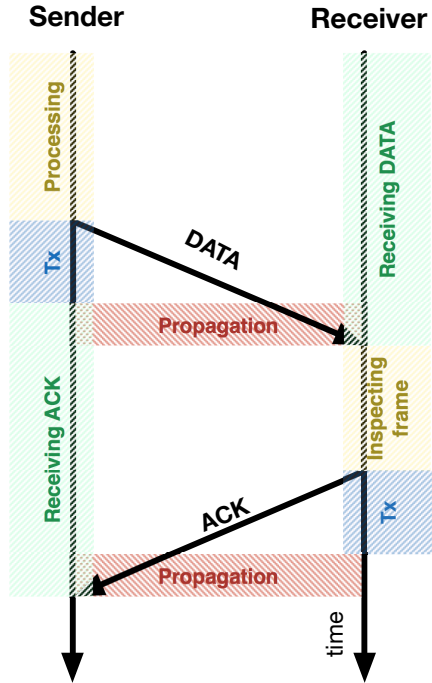 Sender
Receiver
Processing
Receiving DATA
DATA
Tx
Propagation
Receiving ACK
Inspecting
frame
ACK
Tx
Propagation
time